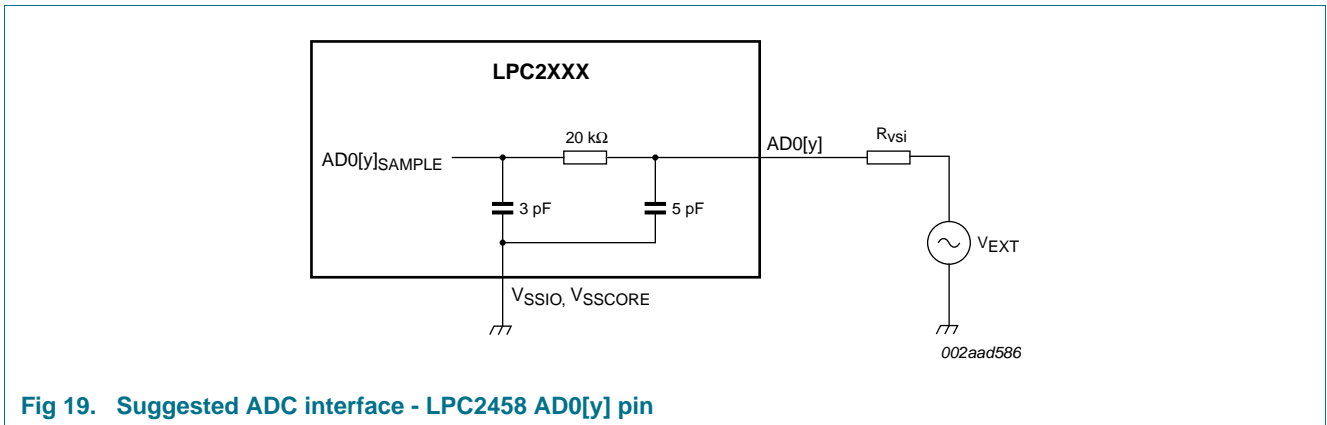 LPC2XXX
20 kΩ
AD0[y]
Rvsi
AD0[y]SAMPLE
3 pF
5 pF
VEXT
VSSIO, VSSCORE
002aad586
Fig 19. Suggested ADC interface - LPC2458 AD0[y] pin